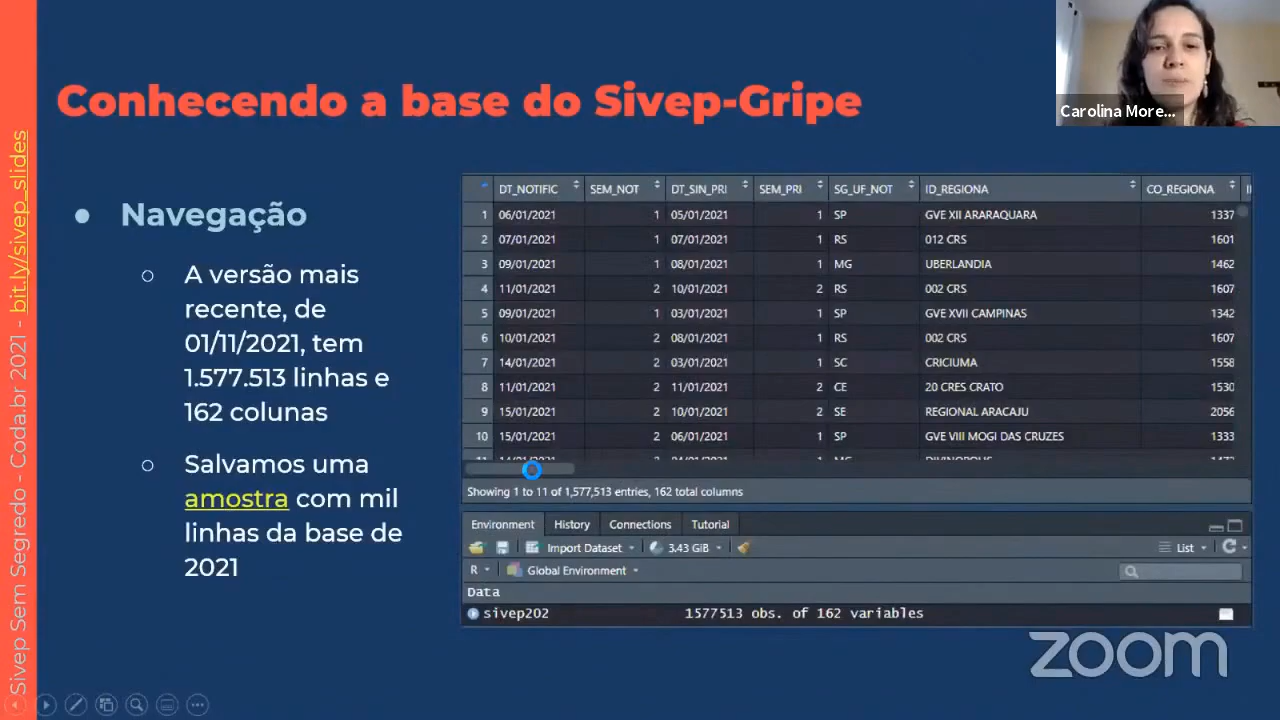 Conhecendo a base do Sivep-Gripe
Carolina More...
Sivep Sem Segredo - Coda.br 2021 - bit.ly/sivep_slides
Navegação
A versão mais
recente, de
01/11/2021, tem
1.577.513 linhas e
162 colunas
Salvamos uma
amostra com mil
linhas da base de
2021
DT_NOTIFIC SEM_NOT DT_SIN_PRI SEM_PRI SG_UF_NOT ID_REGIONA CO_REGIONA
1 06/01/2021 1 05/01/2021 1 SP GVE XII ARARAQUARA 1337
2 07/01/2021 1 07/01/2021 1 RS 012 CRS 1601
3 09/01/2021 1 08/01/2021 1 MG UBERLANDIA 1462
4 11/01/2021 2 10/01/2021 2 RS 002 CRS 1607
5 09/01/2021 1 03/01/2021 1 SP GVE XVII CAMPINAS 1342
6 10/01/2021 2 08/01/2021 1 RS 002 CRS 1607
7 14/01/2021 2 03/01/2021 1 SC CRICIUMA 1558
8 11/01/2021 2 11/01/2021 2 CE 20 CRES CRATO 1530
9 15/01/2021 2 10/01/2021 2 SE REGIONAL ARACAJU 2056
10 15/01/2021 2 06/01/2021 1 SP GVE VIII MOGI DAS CRUZES 1333
Showing 1 to 11 of 1,577,513 entries, 162 total columns
Environment History Connections Tutorial
Import Dataset 3.43 GiB List
R Global Environment
Data
sivep202 1577513 obs. of 162 variables
zoom